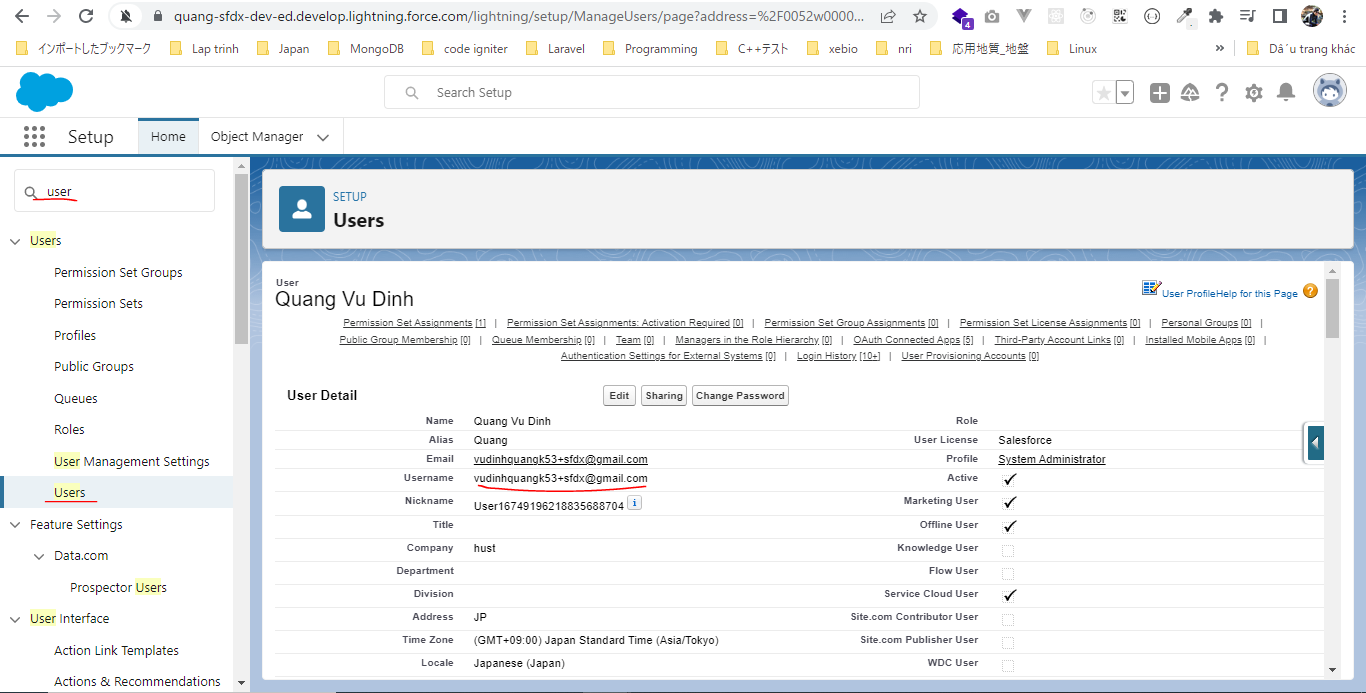 quang-sfdx-dev-ed.develop.lightning.force.com/lightning/setup/ManageUsers/page?address=%2F0052w0000...
4
インポートしたブックマーク Lap trinh Japan MongoDB code igniter Laravel Programming C++テスト xebio nri 応用地質_地盤 Linux » Dấu trang khác
Search Setup
Setup Home Object Manager
user
Users
Permission Set Groups
Permission Sets
Profiles
Public Groups
Queues
Roles
User Management Settings
Users
Feature Settings
Data.com
Prospector Users
User Interface
Action Link Templates
Actions & Recommendations
SETUP
Users
User
Quang Vu Dinh
User Profile Help for this Page ?
Permission Set Assignments [1] | Permission Set Assignments: Activation Required [0] | Permission Set Group Assignments [0] | Permission Set License Assignments [0] | Personal Groups [0] |
Public Group Membership [0] | Queue Membership [0] | Team [0] | Managers in the Role Hierarchy [0] | OAuth Connected Apps [5] | Third-Party Account Links [0] | Installed Mobile Apps [0] |
Authentication Settings for External Systems [0] | Login History [10+] | User Provisioning Accounts [0]
User Detail Edit Sharing Change Password
Name Quang Vu Dinh Role
Alias Quang User License Salesforce
Email vudinhquangk53+sfdx@gmail.com Profile System Administrator
Username vudinhquangk53+sfdx@gmail.com Active ✓
Nickname User16749196218835688704 i Marketing User ✓
Title Offline User ✓
Company hust Knowledge User
Department Flow User
Division Service Cloud User ✓
Address JP Site.com Contributor User
Time Zone (GMT+09:00) Japan Standard Time (Asia/Tokyo) Site.com Publisher User
Locale Japanese (Japan) WDC User